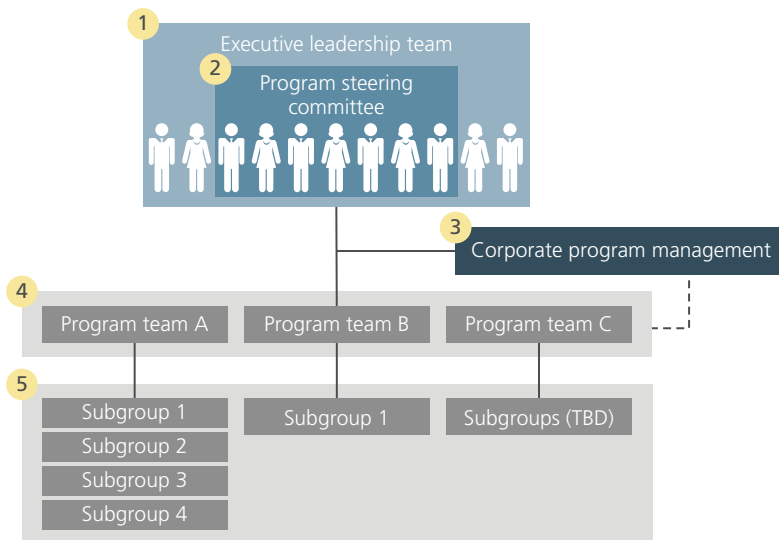 1
Executive leadership team
2
Program steering
committee
3
Corporate program management
4
Program team A
Program team B
Program team C
5
Subgroup 1
Subgroup 2
Subgroup 3
Subgroup 4
Subgroup 1
Subgroups (TBD)